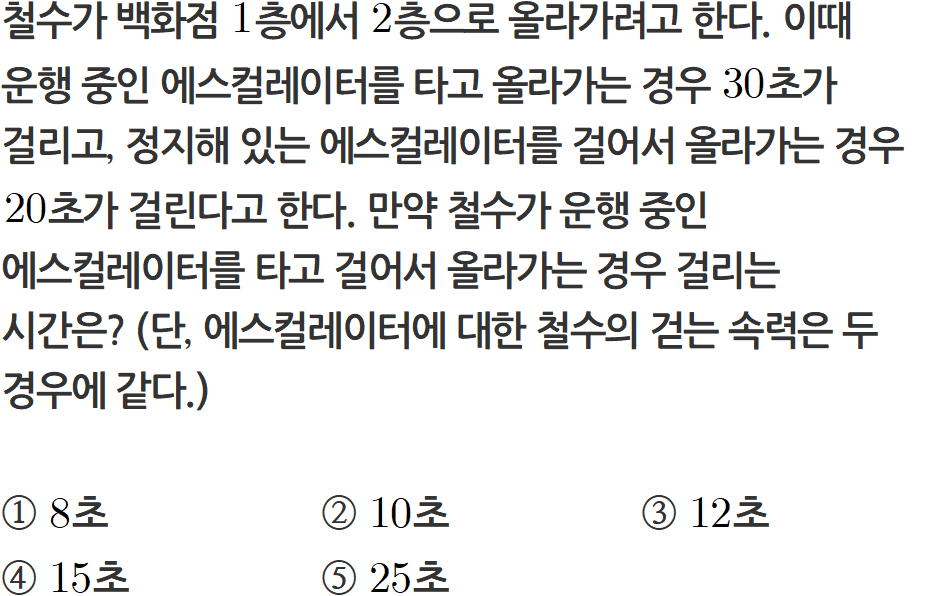 철수가 백화점 1층에서 2층으로 올라가려고 한다. 이때
운행 중인 에스컬레이터를 타고 올라가는 경우 30초가
걸리고, 정지해 있는 에스컬레이터를 걸어서 올라가는 경우
20초가 걸린다고 한다. 만약 철수가 운행 중인
에스컬레이터를 타고 걸어서 올라가는 경우 걸리는
시간은? (단, 에스컬레이터에 대한 철수의 걷는 속력은 두
경우에 같다.)
① 8초 ② 10초 ③ 12초
④ 15초 ⑤ 25초